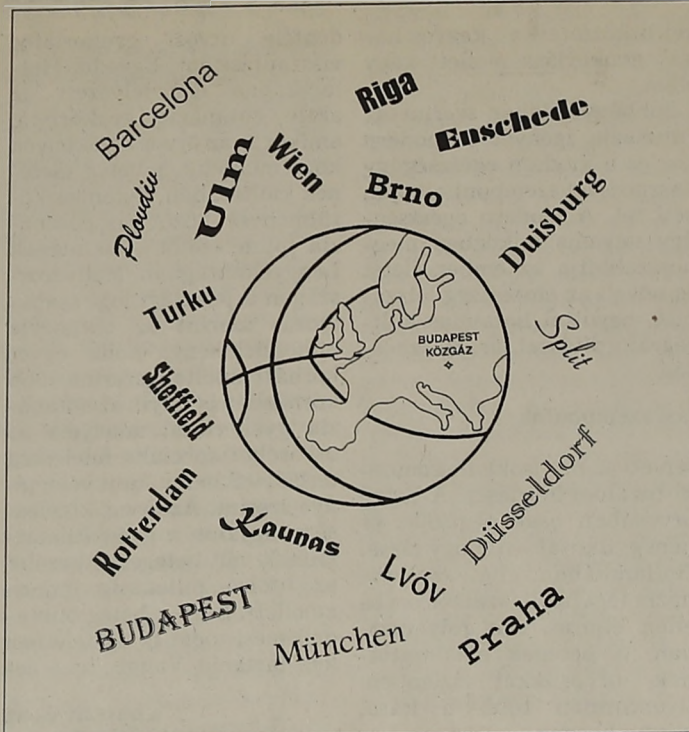 Barcelona
Riga
Enschede
Plovdiv
Ulm
Wien
Brno
Duisburg
Turku
BUDAPEST
KÖZGÁZ
Split
Sheffield
Rotterdam
Kaunas
Düsseldorf
Lvóv
BUDAPEST
München
Praha